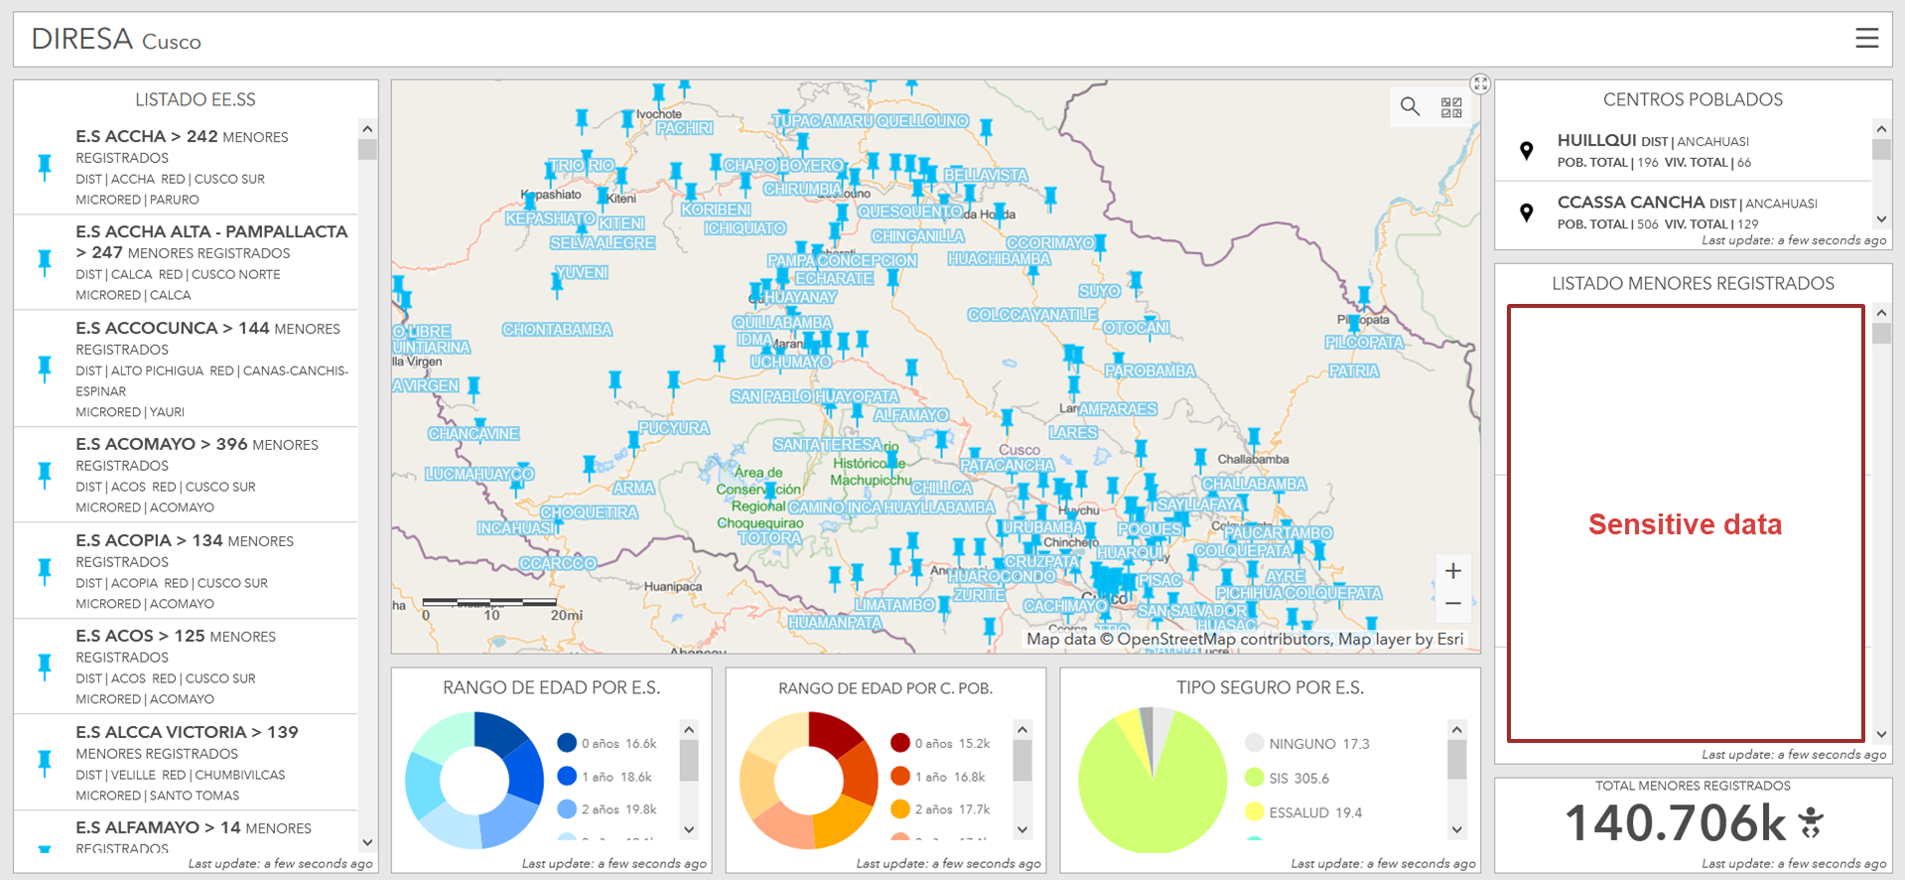 DIRESA Cusco
LISTADO EE.SS
E.S ACCHA > 242 MENORES
REGISTRADOS
DIST | ACCHA RED | CUSCO SUR
MICRORED | PARURO
E.S ACCHA ALTA - PAMPALLACTA
> 247 MENORES REGISTRADOS
DIST | CALCA RED | CUSCO NORTE
MICRORED | CALCA
E.S ACCOCUNCA > 144 MENORES
REGISTRADOS
DIST | ALTO PICHIGUA RED | CANAS-CANCHIS-
ESPINAR
MICRORED | YAURI
E.S ACOMAYO > 396 MENORES
REGISTRADOS
DIST | ACOS RED | CUSCO SUR
MICRORED | ACOMAYO
E.S ACOPIA > 134 MENORES
REGISTRADOS
DIST | ACOPIA RED | CUSCO SUR
MICRORED | ACOMAYO
E.S ACOS > 125 MENORES
REGISTRADOS
DIST | ACOS RED | CUSCO SUR
MICRORED | ACOMAYO
E.S ALCCA VICTORIA > 139
MENORES REGISTRADOS
DIST | VELILLE RED | CHUMBIVILCAS
MICRORED | SANTO TOMAS
E.S ALFAMAYO > 14 MENORES
REGISTRADOS
Last update: a few seconds ago
Ivochote
PACHIRI
TUPAC AMARU QUELLOUNO
TRIO RIO
CHAPO BOYERO
BELLAVISTA
CHIRUMBIA
Kepashiato
Kiteni
KEPASHIATO
KITENI
KORIBENI
QUESQUENTO
ICHIQUIATO
SELVA ALEGRE
CHINGANILLA
CCORIMAYO
PAMPA CONCEPCION
HUACHIBAMBA
YUVENI
ECHARATE
HUAYANAY
SUYO
COLCCA YANATILE
QUILLABAMBA
CHONTABAMBA
OTOCANI
Pilcopata
PILCOPATA
IDMA
UCHUMAYO
PAROBAMBA
PATRIA
A VIRGEN
SAN PABLO HUAYOPATA
ALFAMAYO
AMPARAES
PUCYURA
CHANCAVINE
LARES
SANTA TERESA
Cusco
Challabamba
PATACANCHA
LUCMAHUAYCO
Área de
Conservación
Regional
Choquequirao
Histórico de
Machupicchu
CHILLCA
CHALLABAMBA
ARMA
CHOQUETIRA
CAMINO INCA HUAYLLABAMBA
SAYLLAFAYA
INCAHUASI
URUBAMBA
POQUES
PAUCARTAMBO
TOTORA
Chinchero
HUARQUI
COLQUEPATA
CCARCCO
CRUZPATA
HUAROCONDO
PISAC
AYRE
Huanipaca
ZURITE
PICHIHUA COLQUEPATA
LIMATAMBO
CACHIMAYO
Cusco
SAN SALVADOR
HUAMANPATA
HUASAC
0 10 20mi
Map data © OpenStreetMap contributors, Map layer by Esri
RANGO DE EDAD POR E.S.
0 años 16.6k
1 año 18.6k
2 años 19.8k
Last update: a few seconds ago
RANGO DE EDAD POR C. POB.
0 años 15.2k
1 año 16.8k
2 años 17.7k
Last update: a few seconds ago
TIPO SEGURO POR E.S.
NINGUNO 17.3
SIS 305.6
ESSALUD 19.4
Last update: a few seconds ago
CENTROS POBLADOS
HUILLQUI DIST | ANCAHUASI
POB. TOTAL | 196 VIV. TOTAL | 66
CCASSA CANCHA DIST | ANCAHUASI
POB. TOTAL | 506 VIV. TOTAL | 129
Last update: a few seconds ago
LISTADO MENORES REGISTRADOS
Sensitive data
Last update: a few seconds ago
TOTAL MENORES REGISTRADOS
140.706k
Last update: a few seconds ago